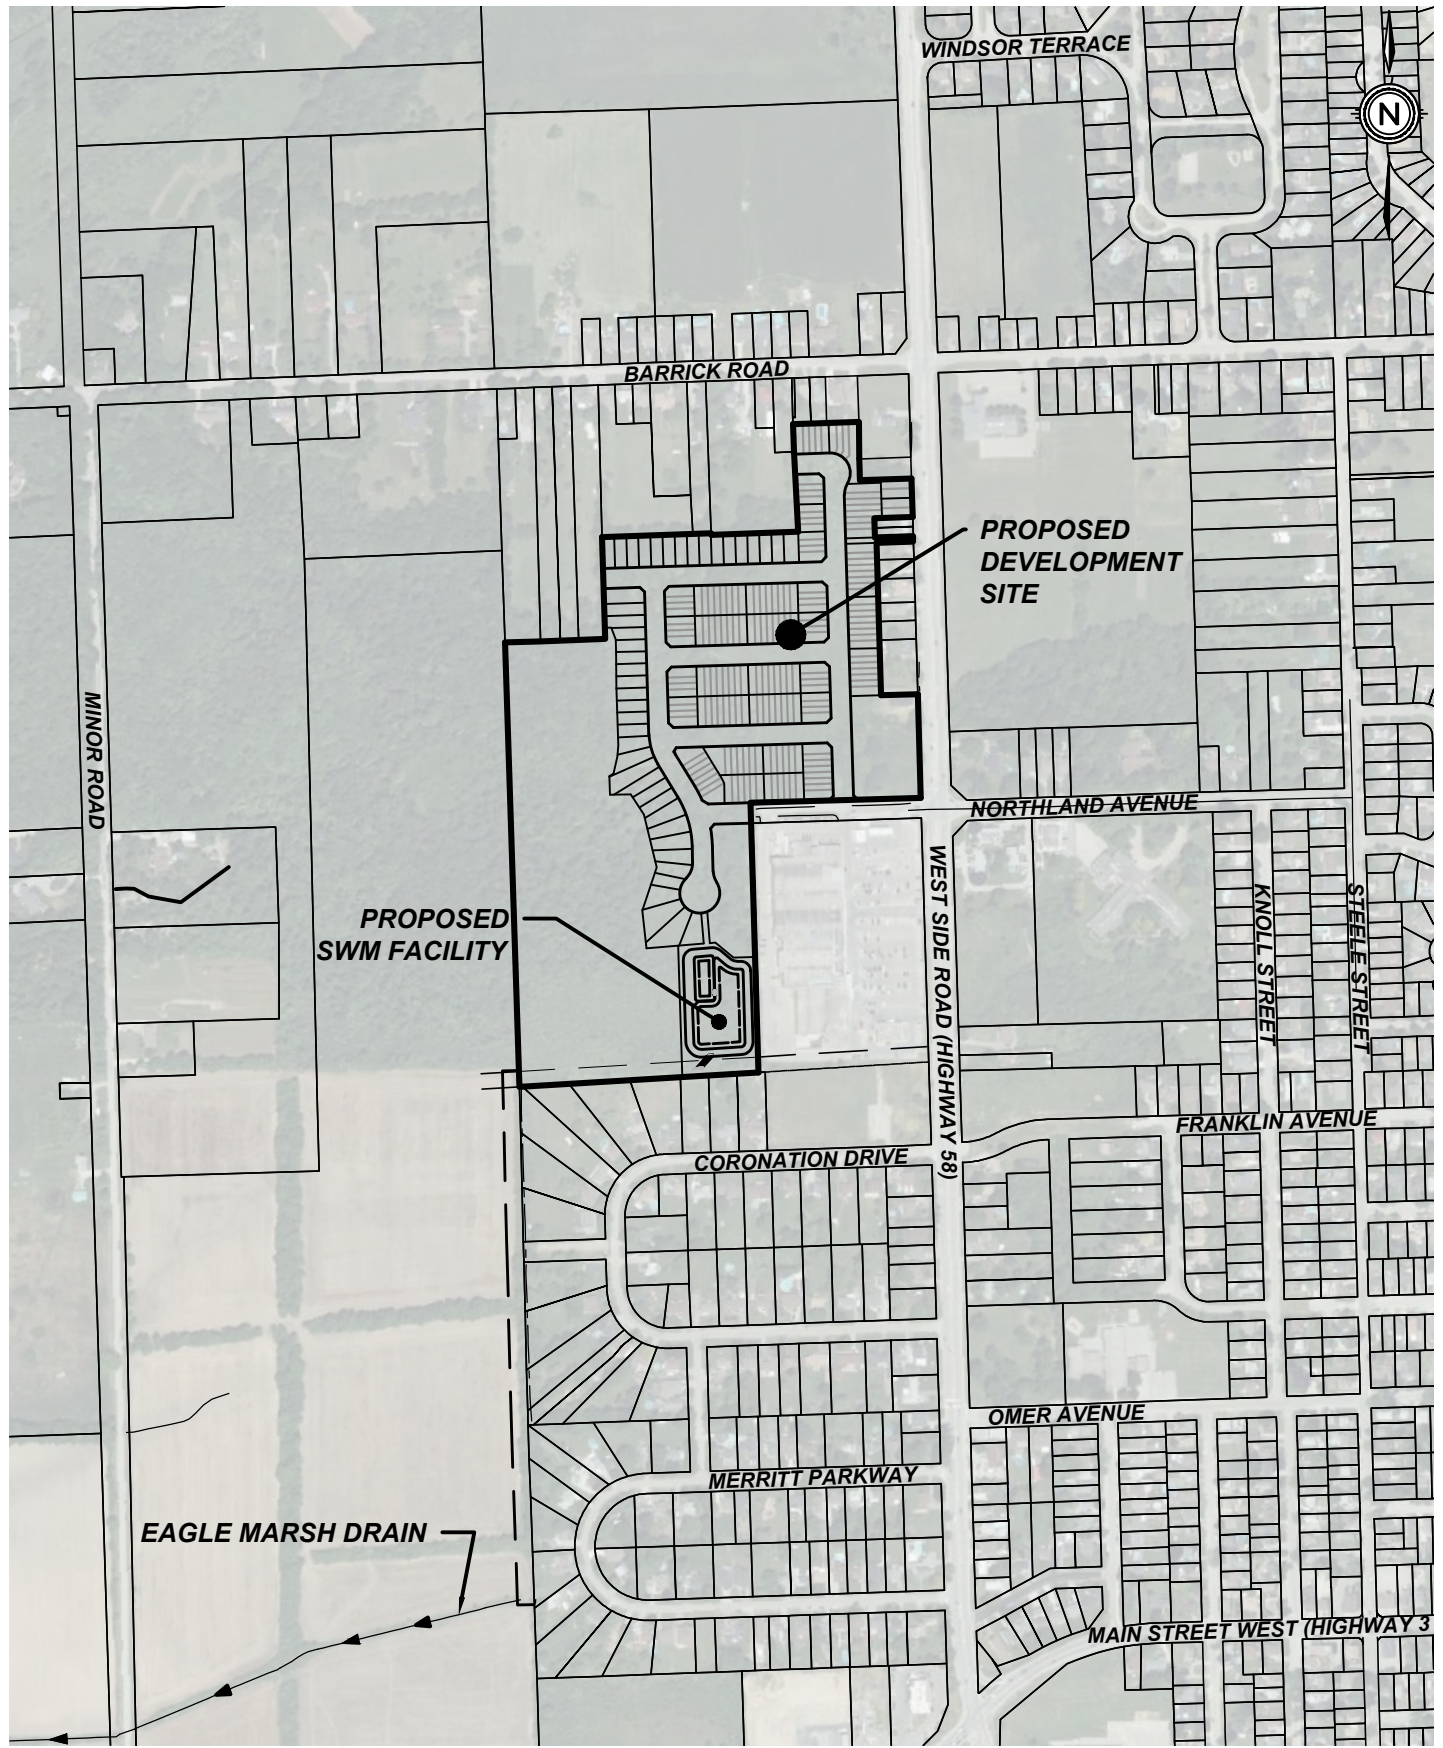 WINDSOR TERRACE
N
BARRICK ROAD
PROPOSED
DEVELOPMENT
SITE
MINOR ROAD
NORTHLAND AVENUE
WEST SIDE ROAD (HIGHWAY 58)
KNOLL STREET
STEELE STREET
PROPOSED
SWM FACILITY
FRANKLIN AVENUE
CORONATION DRIVE
OMER AVENUE
MERRITT PARKWAY
EAGLE MARSH DRAIN
MAIN STREET WEST (HIGHWAY 3